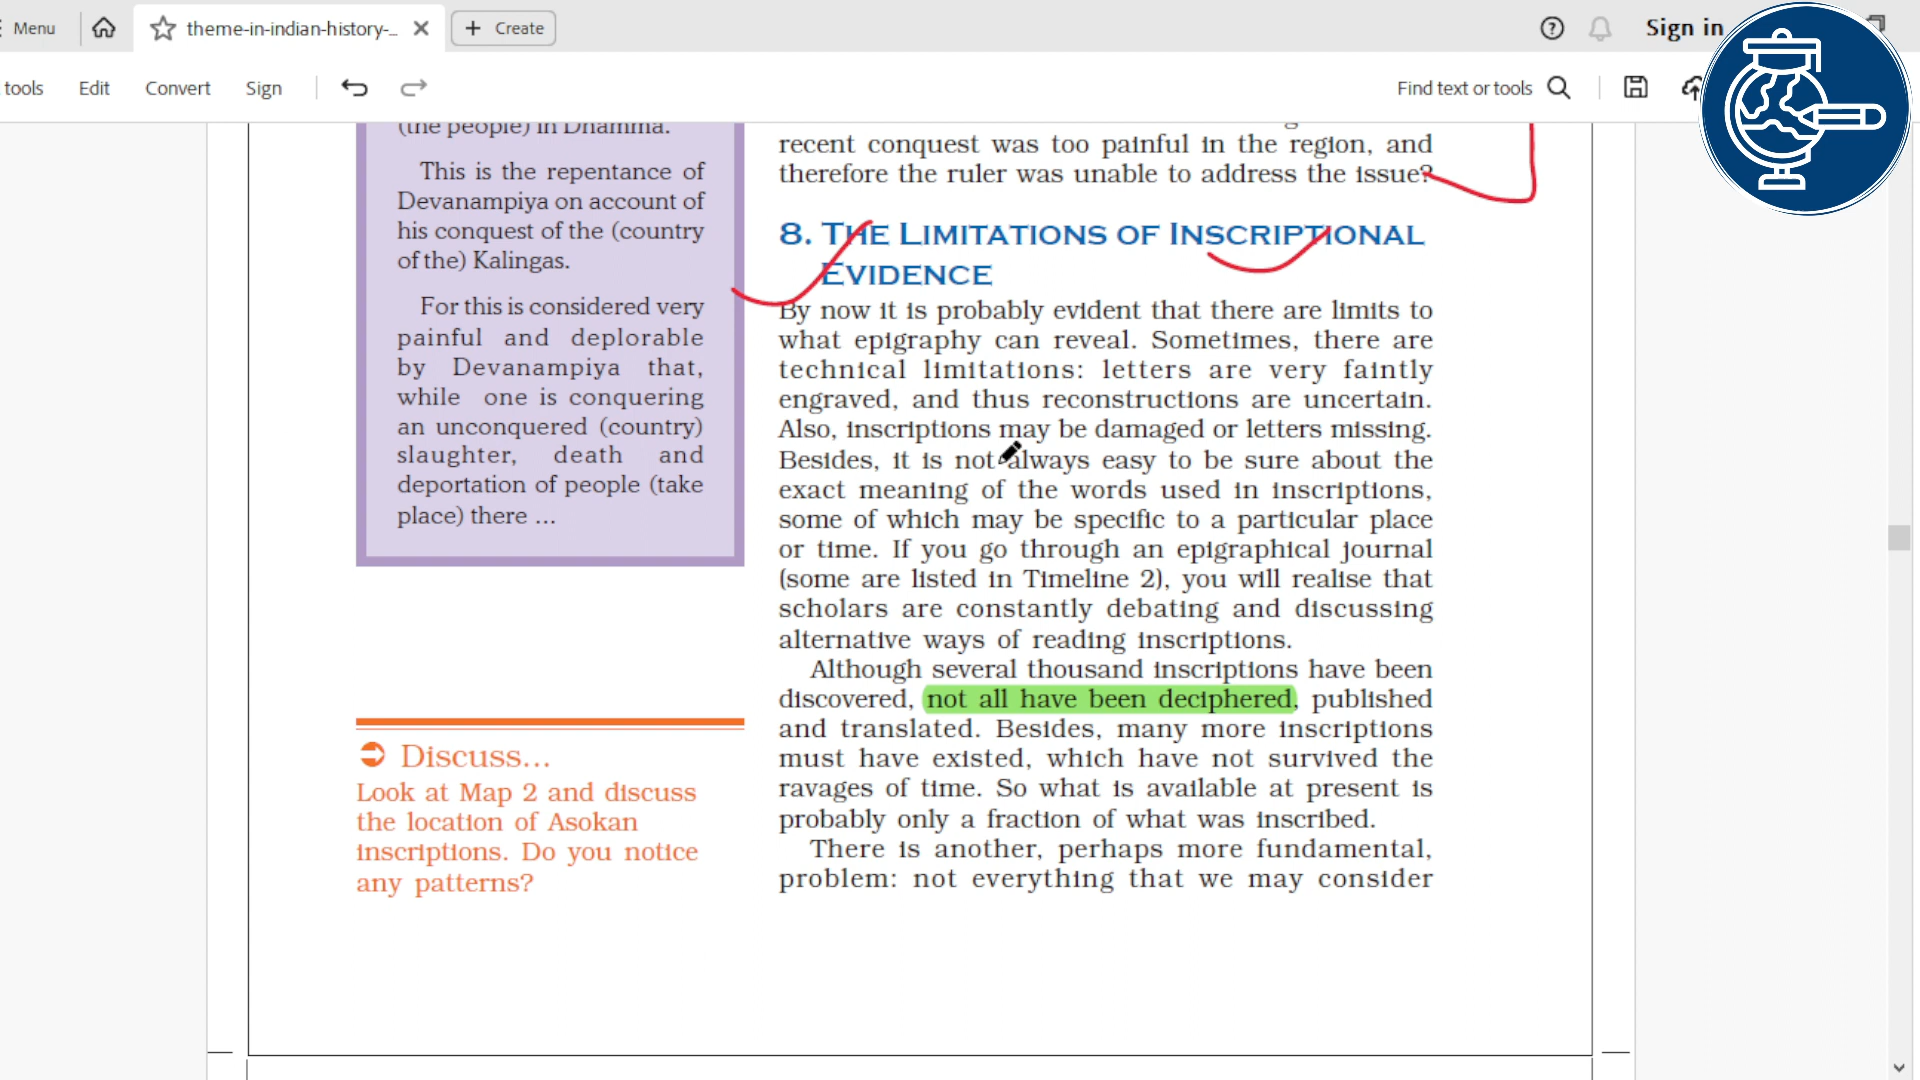 Menu
theme-in-indian-history-...
Create
Sign in
tools
Edit
Convert
Sign
Find text or tools
(the people) in Dhamma.
This is the repentance of
Devanampiya on account of
his conquest of the (country
of the) Kalingas.
For this is considered very
painful and deplorable
by Devanampiya that,
while one is conquering
an unconquered (country)
slaughter, death and
deportation of people (take
place) there ...
Discuss...
Look at Map 2 and discuss
the location of Asokan
inscriptions. Do you notice
any patterns?
recent conquest was too painful in the region, and
therefore the ruler was unable to address the issue?
8. The Limitations of Inscriptional
Evidence
By now it is probably evident that there are limits to
what epigraphy can reveal. Sometimes, there are
technical limitations: letters are very faintly
engraved, and thus reconstructions are uncertain.
Also, inscriptions may be damaged or letters missing.
Besides, it is not always easy to be sure about the
exact meaning of the words used in inscriptions,
some of which may be specific to a particular place
or time. If you go through an epigraphical journal
(some are listed in Timeline 2), you will realise that
scholars are constantly debating and discussing
alternative ways of reading inscriptions.
Although several thousand inscriptions have been
discovered, not all have been deciphered, published
and translated. Besides, many more inscriptions
must have existed, which have not survived the
ravages of time. So what is available at present is
probably only a fraction of what was inscribed.
There is another, perhaps more fundamental,
problem: not everything that we may consider